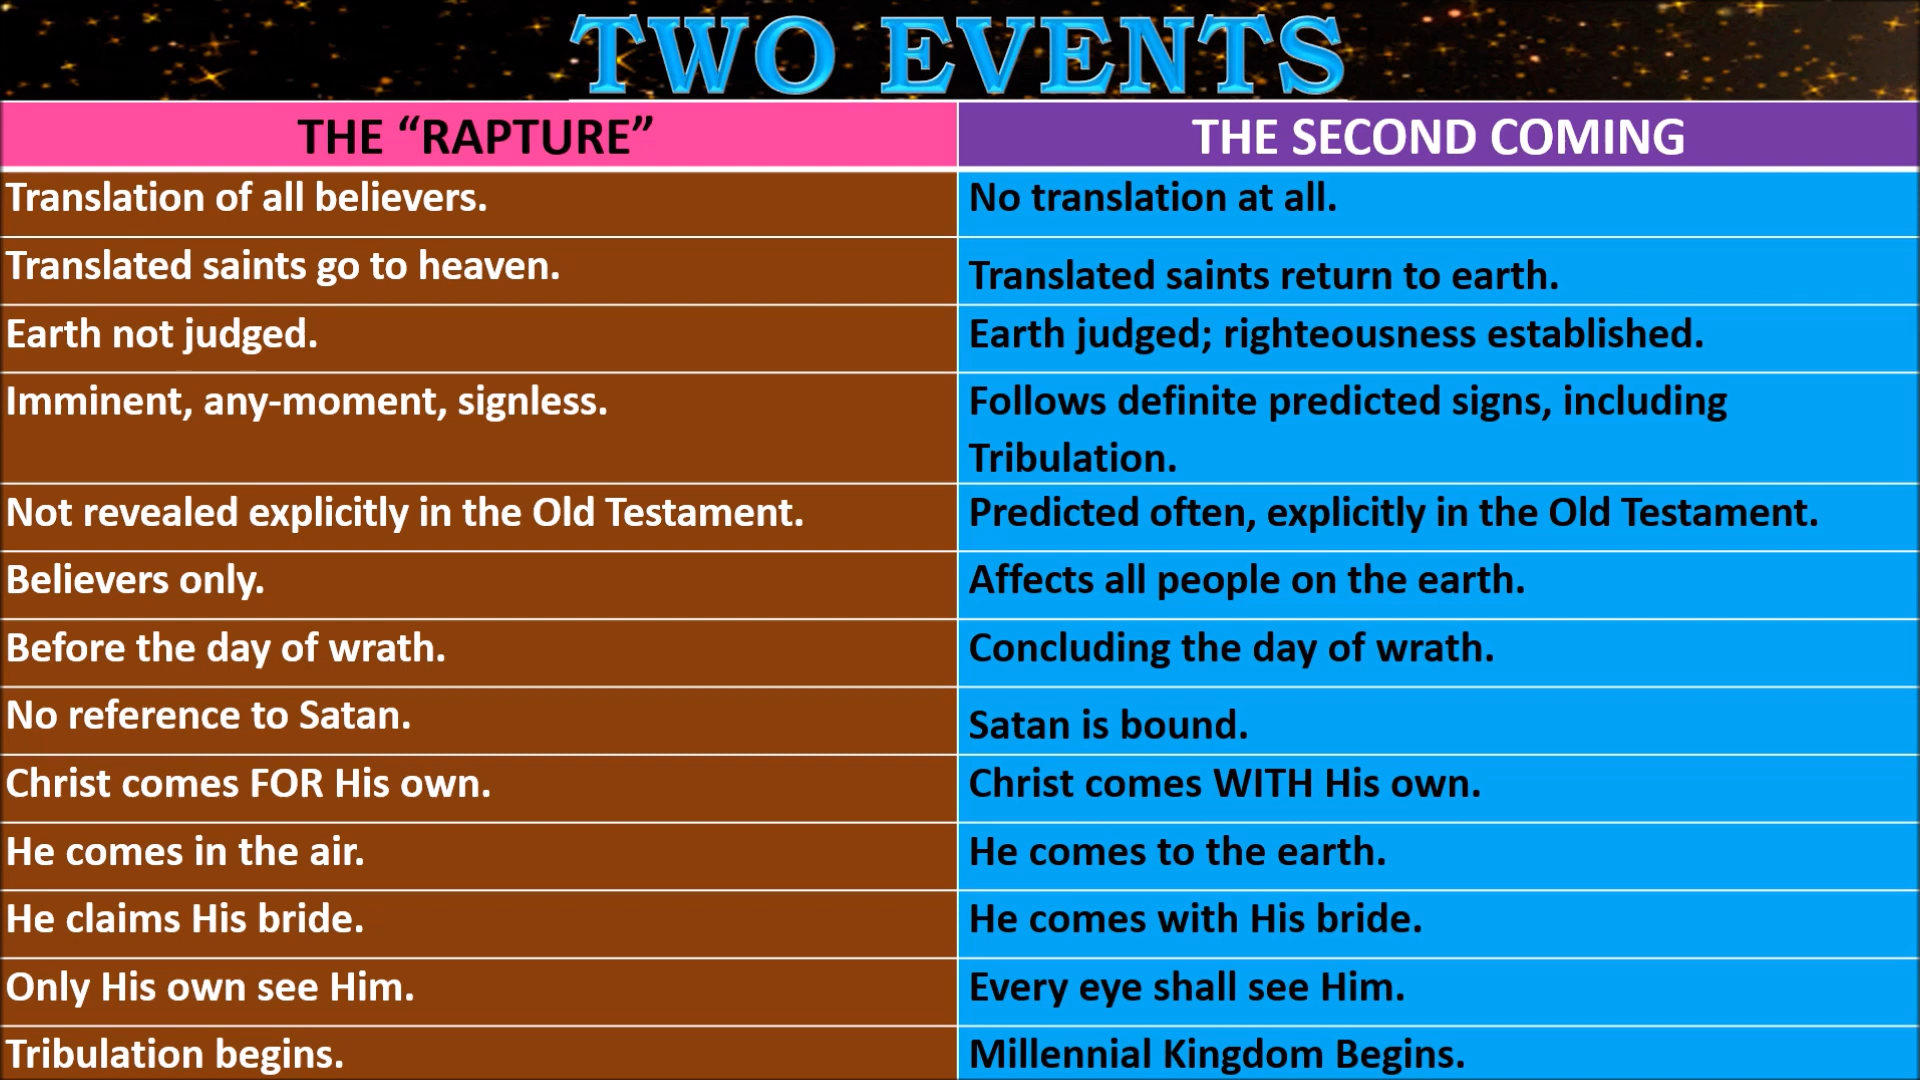 TWO EVENTS
THE “RAPTURE”
THE SECOND COMING
Translation of all believers.
No translation at all.
Translated saints go to heaven.
Translated saints return to earth.
Earth not judged.
Earth judged; righteousness established.
Imminent, any-moment, signless.
Follows definite predicted signs, including
Tribulation.
Not revealed explicitly in the Old Testament.
Predicted often, explicitly in the Old Testament.
Believers only.
Affects all people on the earth.
Before the day of wrath.
Concluding the day of wrath.
No reference to Satan.
Satan is bound.
Christ comes FOR His own.
Christ comes WITH His own.
He comes in the air.
He comes to the earth.
He claims His bride.
He comes with His bride.
Only His own see Him.
Every eye shall see Him.
Tribulation begins.
Millennial Kingdom Begins.